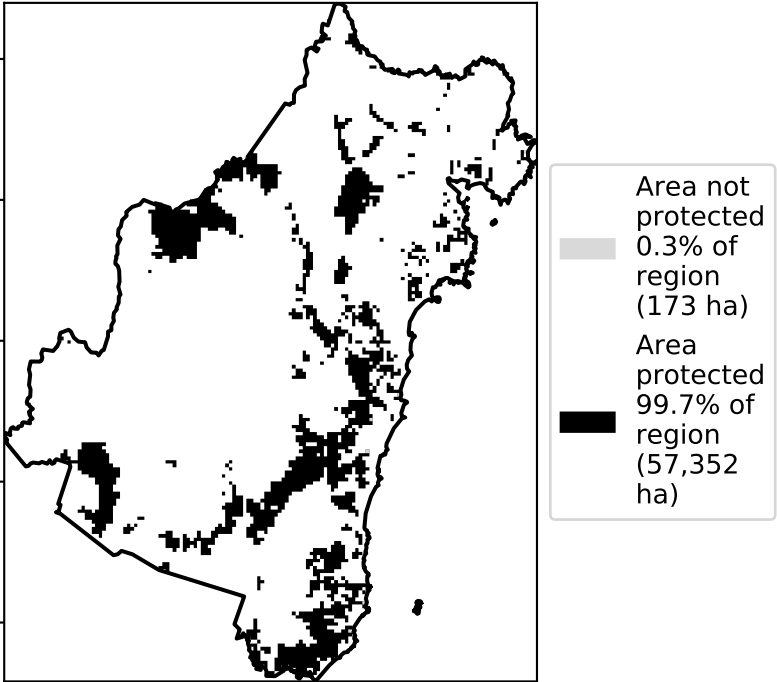 Area not
protected
0.3% of
region
(173 ha)
Area
protected
99.7% of
region
(57,352
ha)